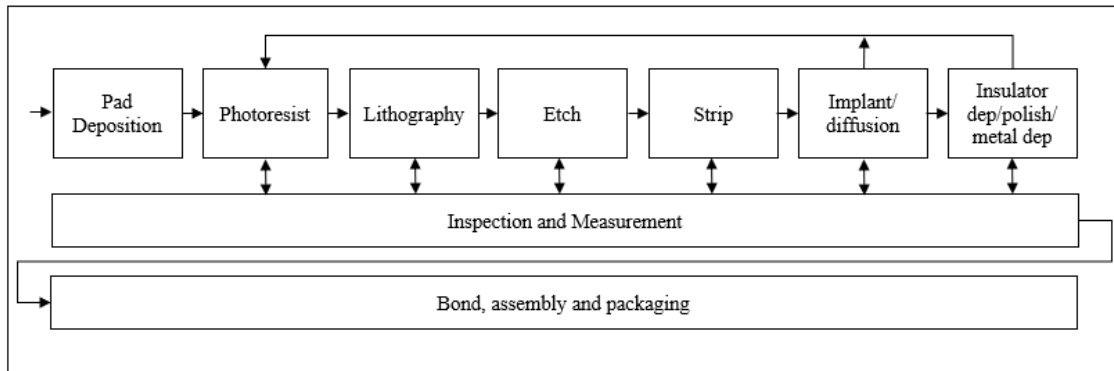 Pad
Deposition
Photoresist
Lithography
Etch
Strip
Implant/
diffusion
Insulator
dep/polish/
metal dep
Inspection and Measurement
Bond, assembly and packaging